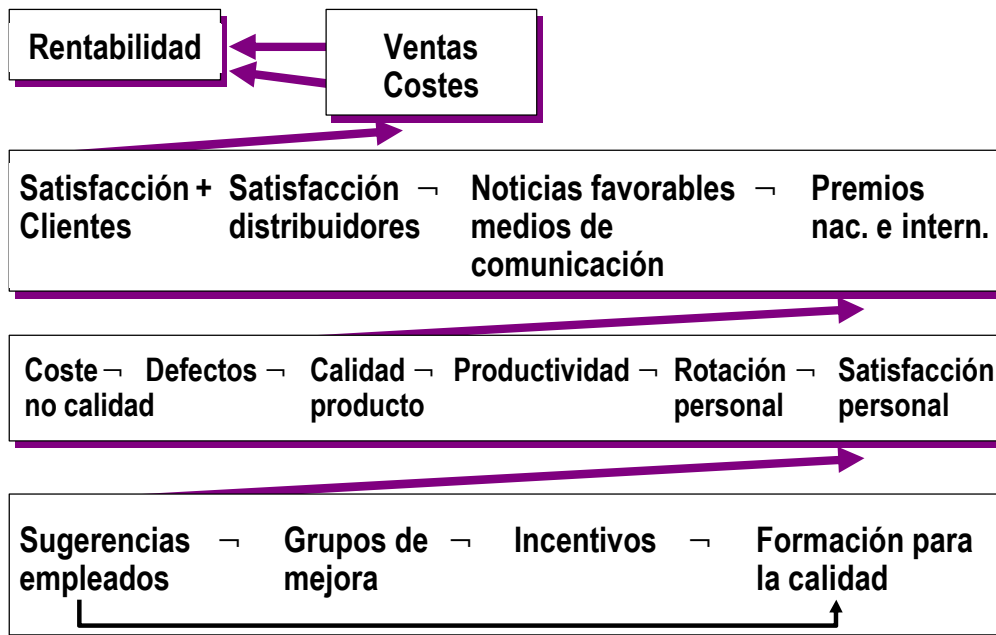 Rentabilidad
Ventas
Costes
Satisfacción + Satisfacción ¬ Noticias favorables ¬ Premios
Clientes distribuidores medios de nac. e intern.
comunicación
Coste ¬ Defectos ¬ Calidad ¬ Productividad ¬ Rotación ¬ Satisfacción
no calidad producto personal personal
Sugerencias ¬ Grupos de ¬ Incentivos ¬ Formación para
empleados mejora la calidad